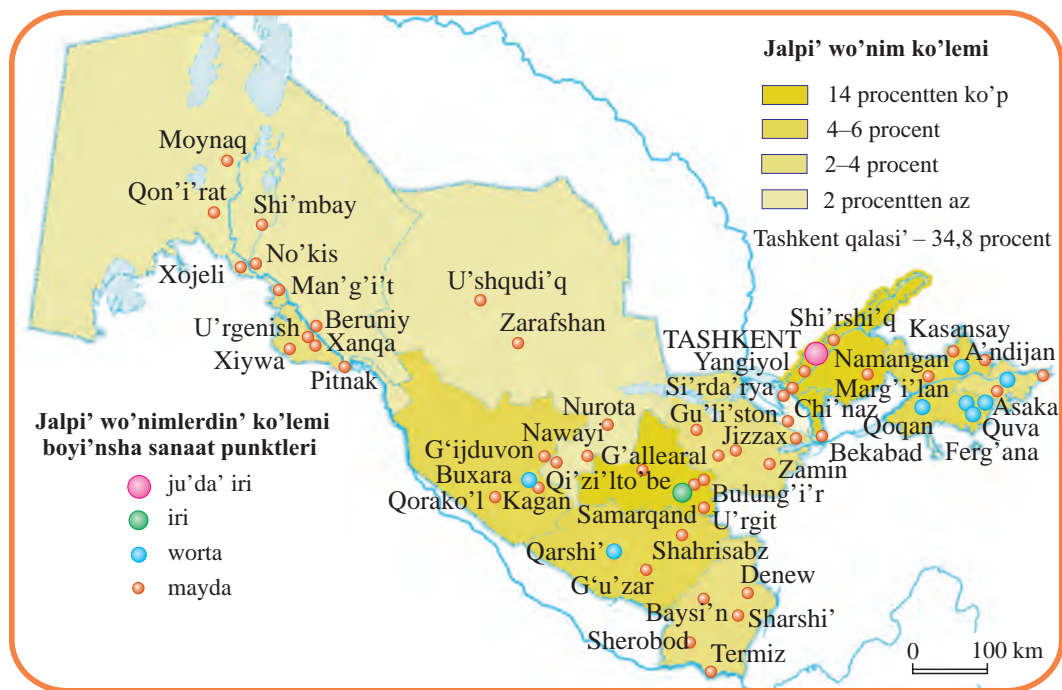 Jalpi' wo'nim ko'lemi
14 procentten ko'p
4–6 procent
2–4 procent
2 procentten az
Tashkent qalasi' – 34,8 procent
Moynaq
Qon'i'rat
Shi'mbay
No'kis
Xojeli
Man'g'i't
U'rgenish
Beruniy
Xiywa
Xanqa
Pitnak
U'shqudi'q
Zarafshan
Shi'rshi'q
TASHKENT
Kasansay
Yangiyol
Namangan
A'ndijan
Si'rda'rya
Marg'i'lan
Nurota
Gu'li'ston
Chi'naz
Asaka
Nawayi
Jizzax
Qoqan
Quva
G‘ijduvon
G'allearal
Bekabad
Ferg'ana
Buxara
Qi'zi'lto'be
Zamin
Qorako'l
Kagan
Bulung'i'r
Samarqand
U'rgit
Qarshi'
Shahrisabz
G‘u'zar
Denew
Baysi'n
Sharshi'
Sherobod
Termiz
Jalpi' wo'nimlerdin' ko'lemi
boyi'nsha sanaat punktleri
ju'da' iri
iri
worta
mayda
0 100 km